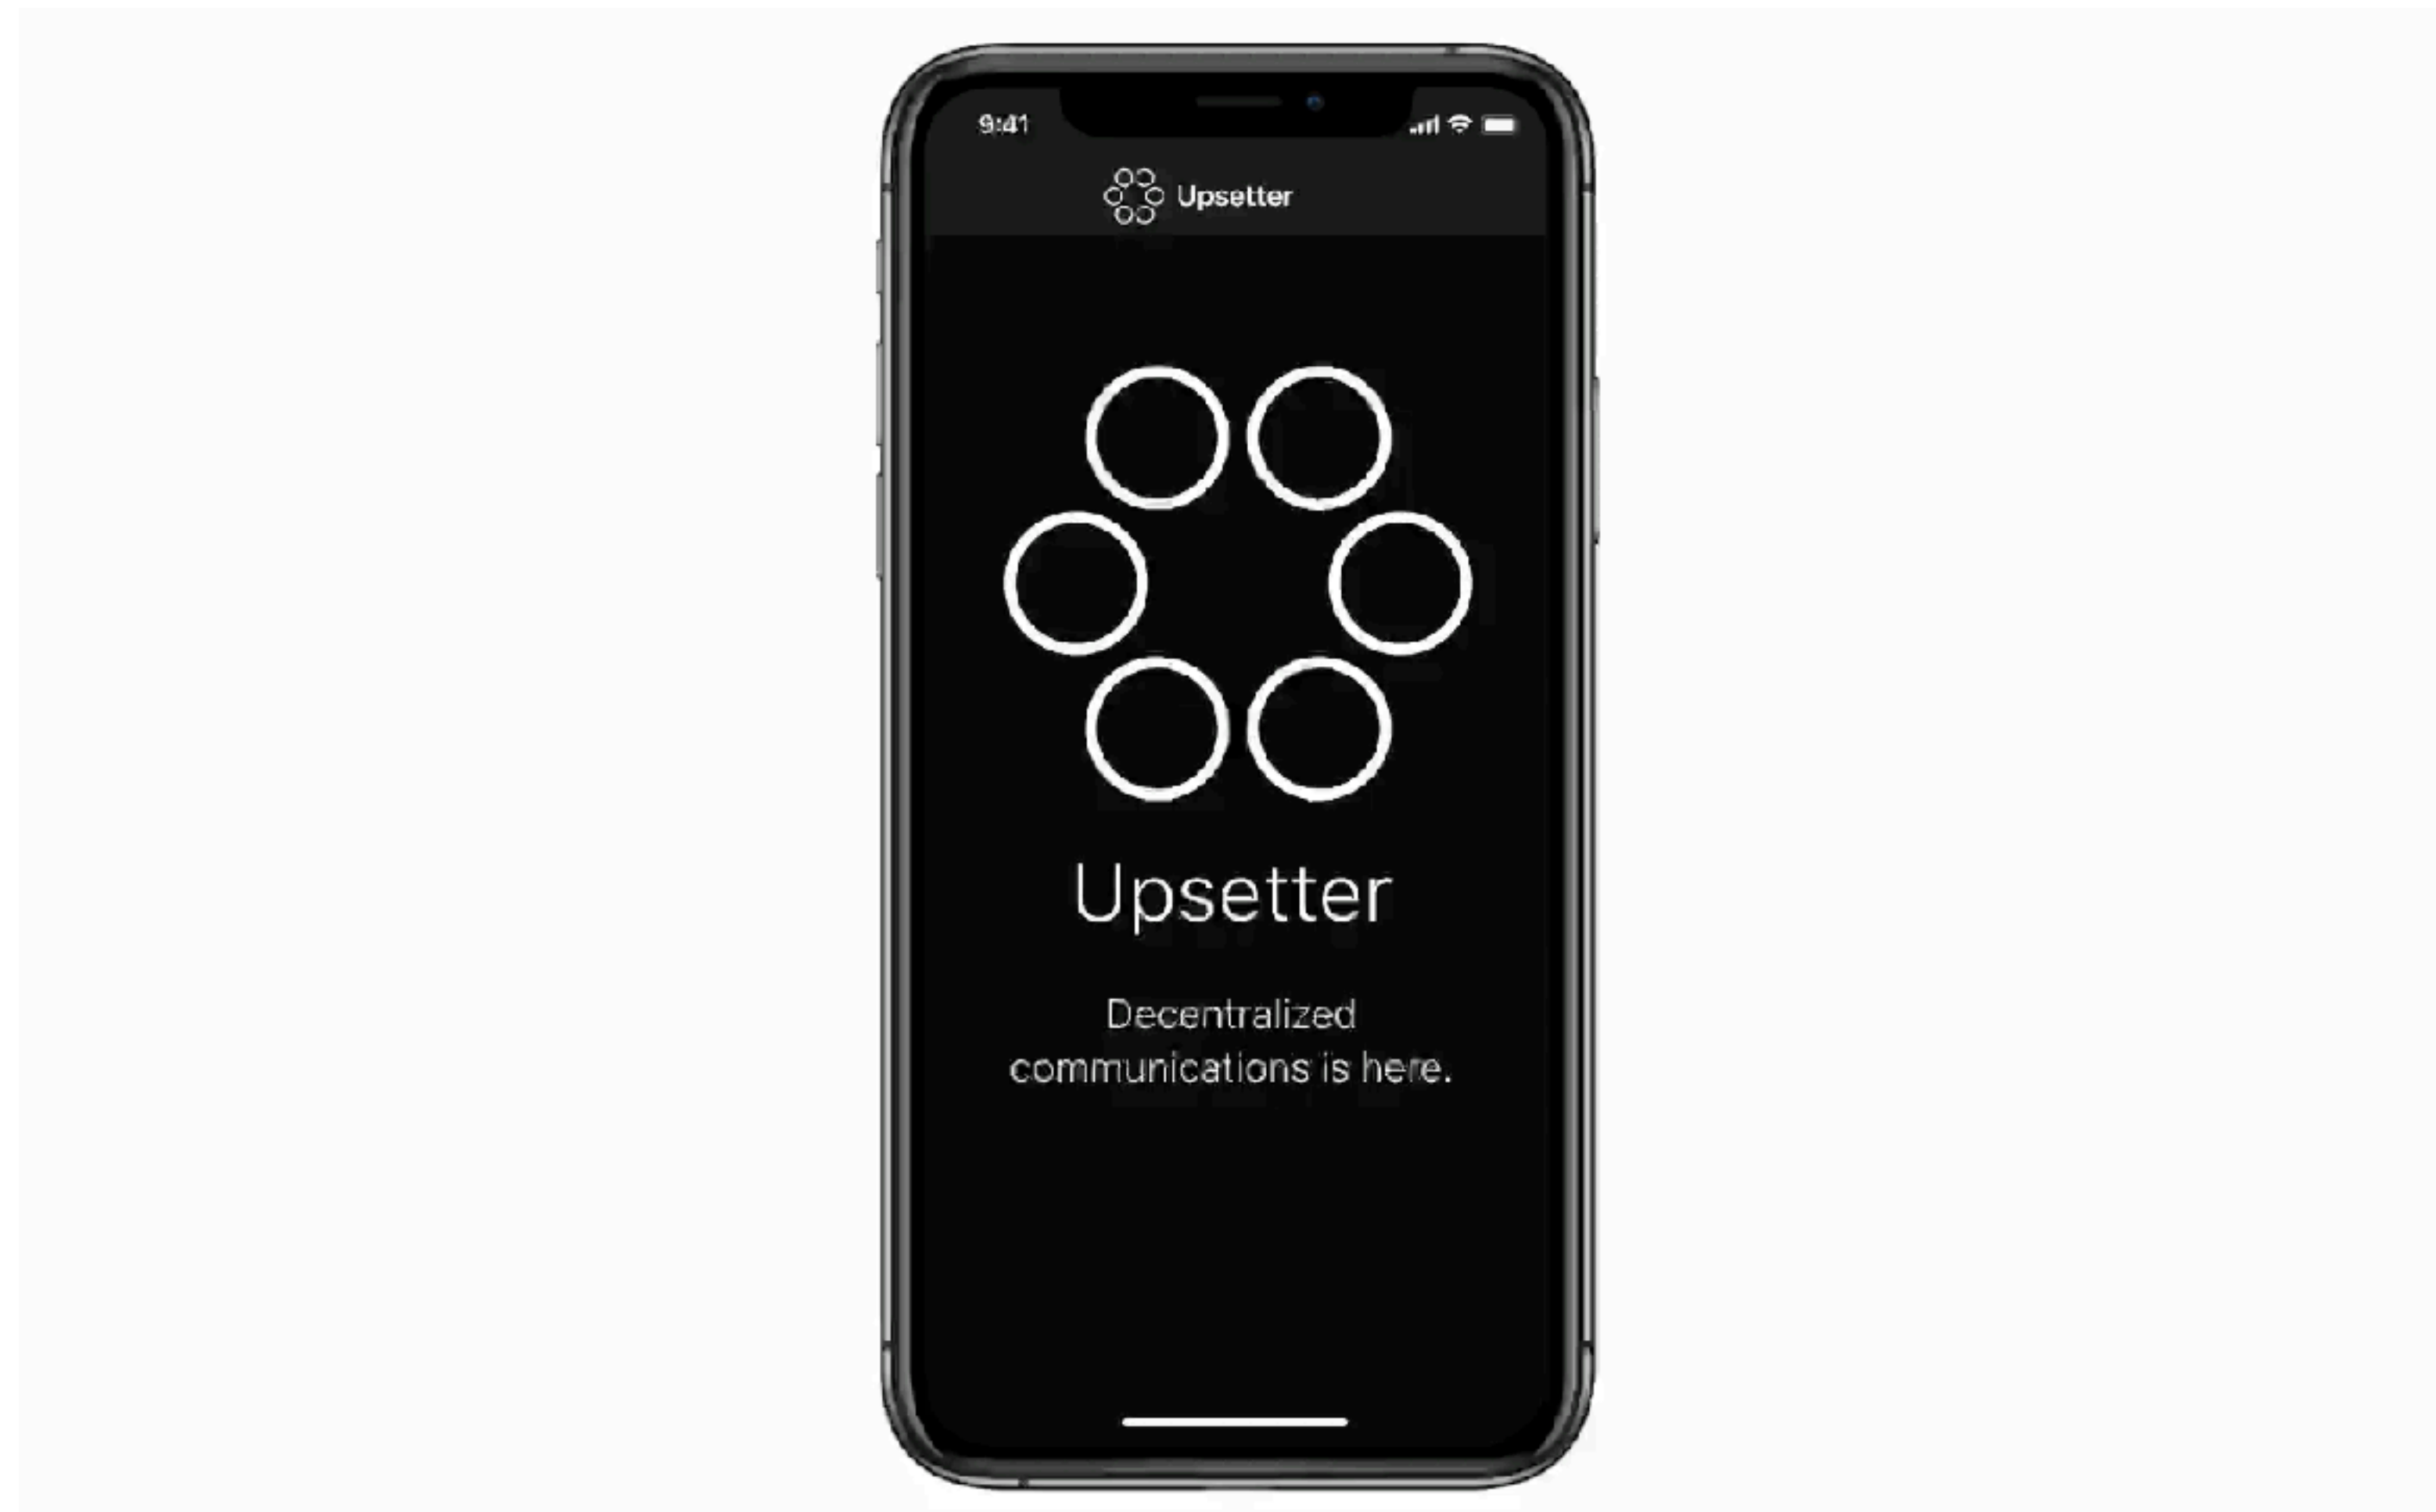 9:41
Upsetter
Upsetter
Decentralized
communications is here.